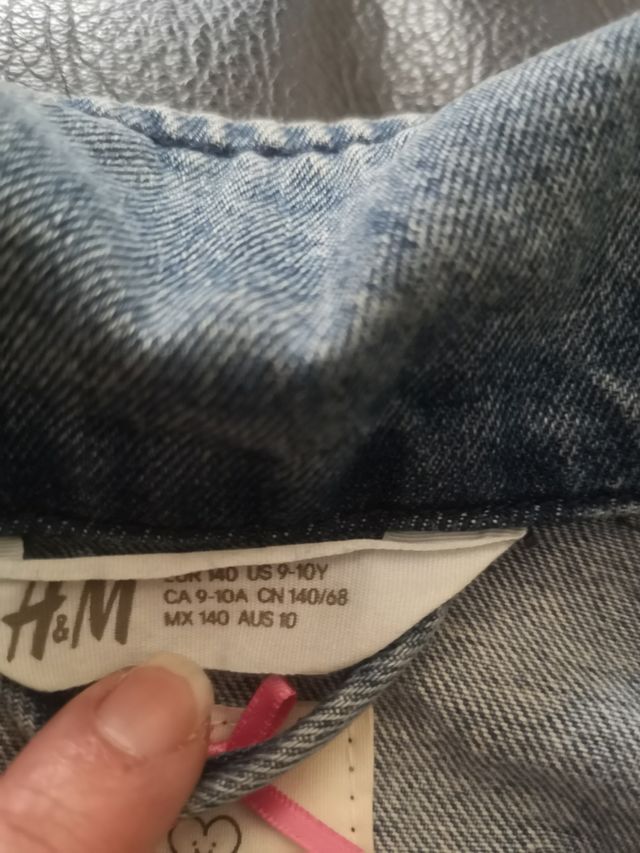 H&M
EUR 140 US 9-10Y
CA 9-10A CN 140/68
MX 140 AUS 10